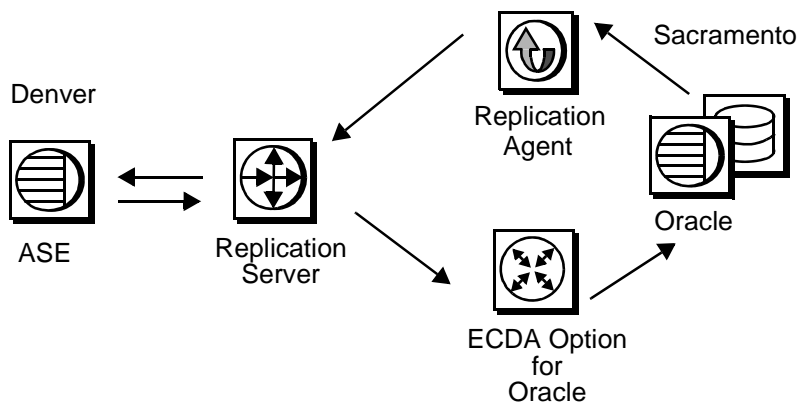 Denver
ASE
Replication
Server
Replication
Agent
Sacramento
Oracle
ECDA Option
for
Oracle